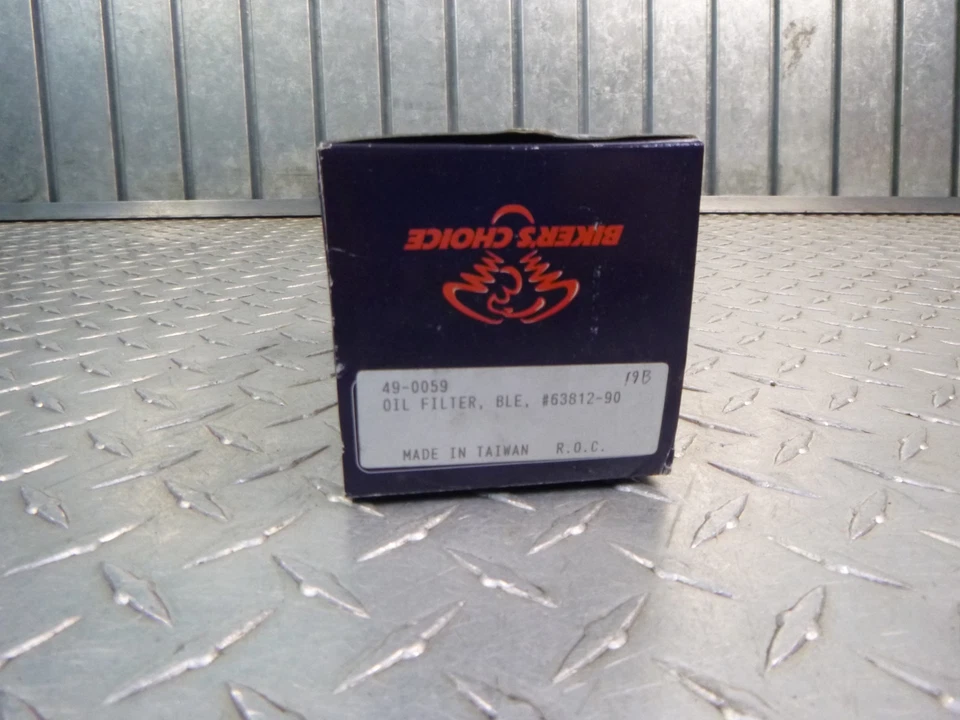 BIKER'S CHOICE
49-0059 19B
OIL FILTER, BLE, #63812-90
MADE IN TAIWAN R.O.C.